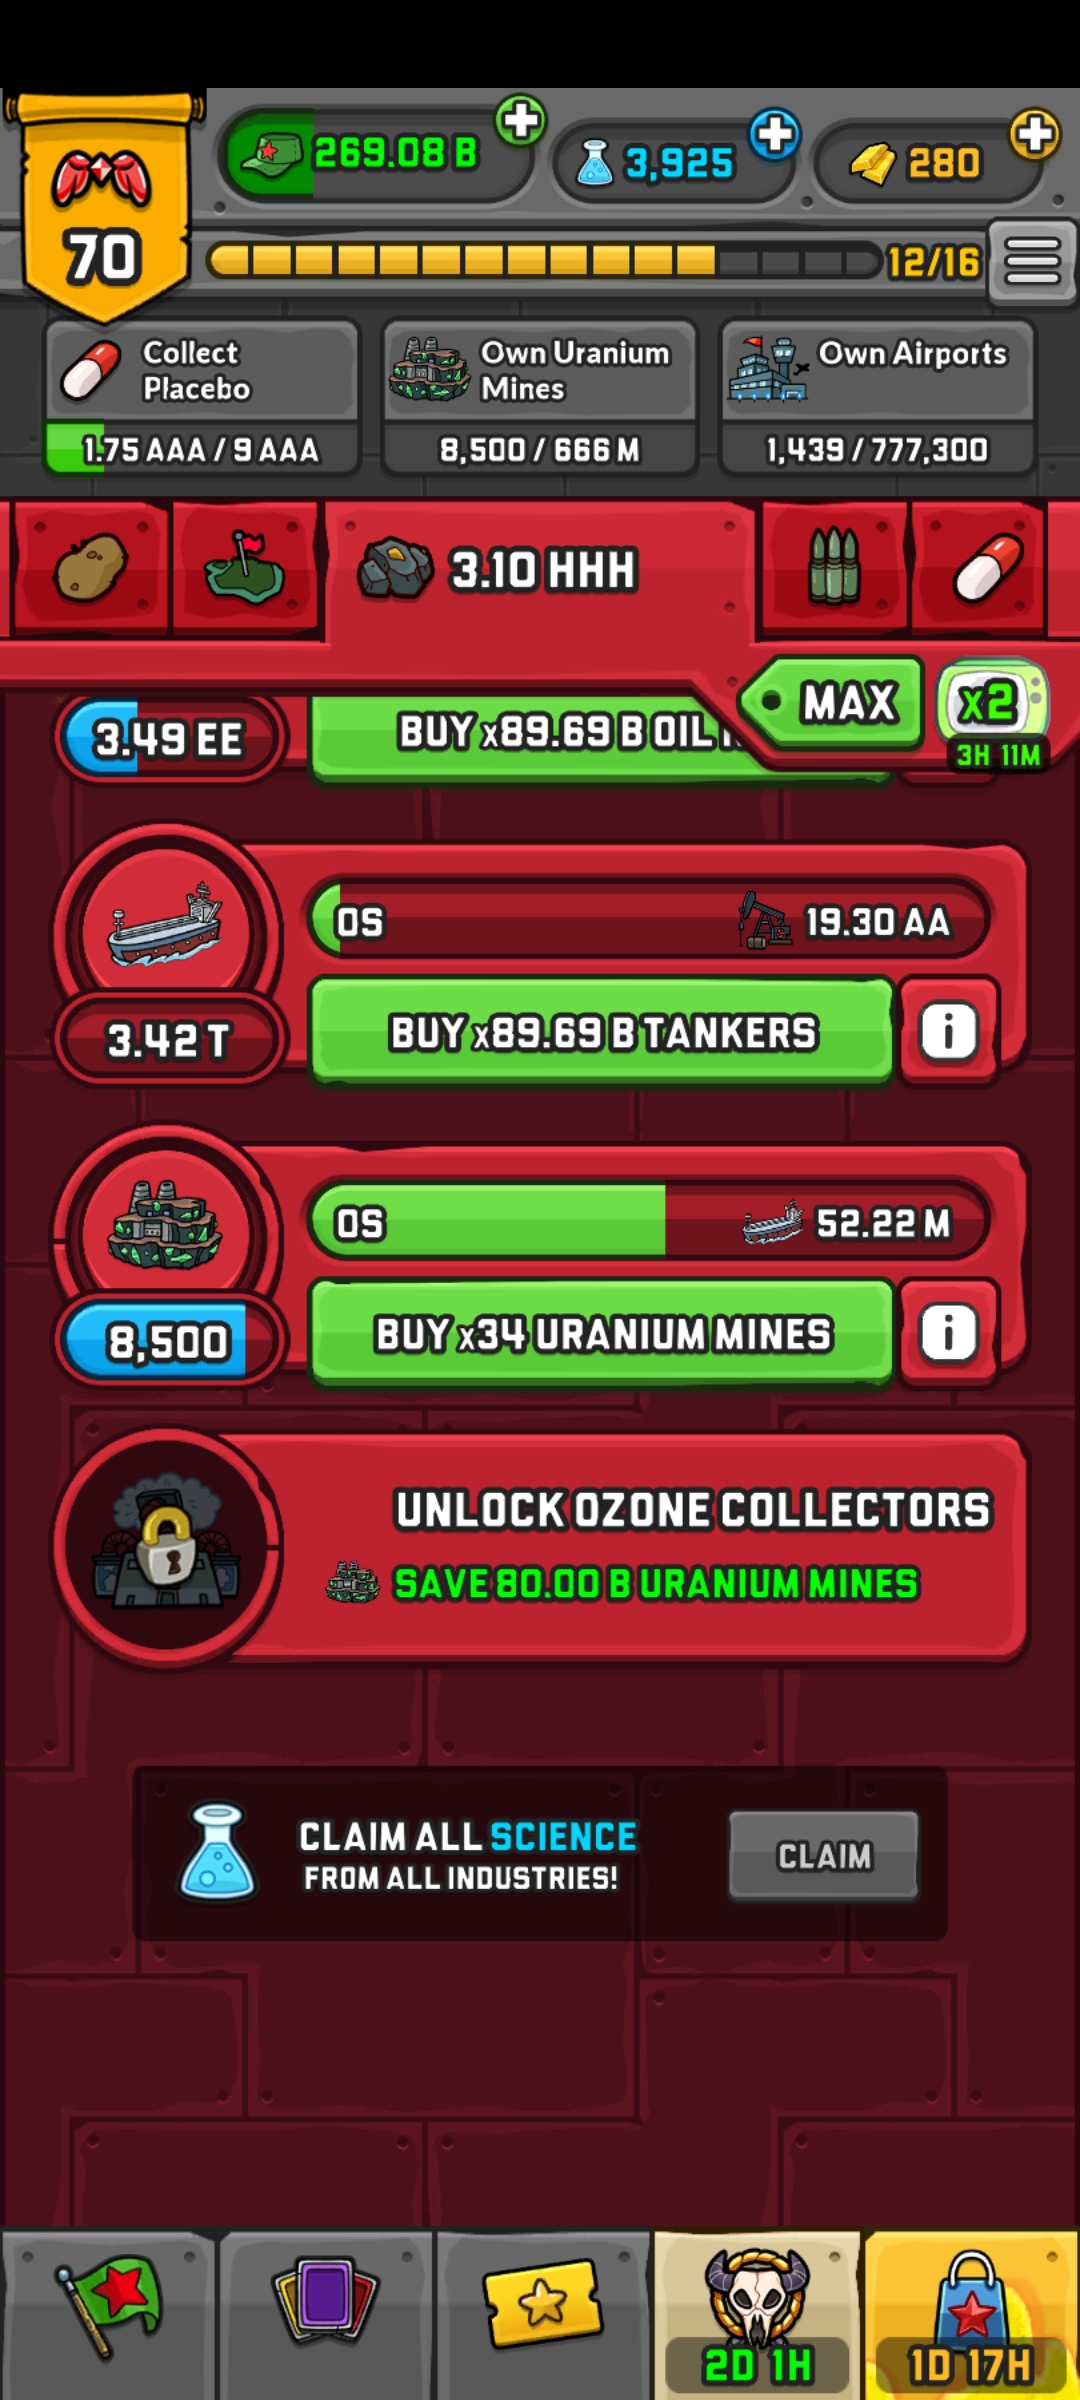 269.08 B
3,925
280
70
12/16
Collect
Placebo
1.75 AAA / 9 AAA
Own Uranium
Mines
8,500 / 666 M
Own Airports
1,439 / 777,300
3.10 HHH
MAX
x2
3H 11M
3.49 EE
BUY x89.69 B OIL
0S
19.30 AA
3.42 T
BUY x89.69 B TANKERS
i
0S
52.22 M
8,500
BUY x34 URANIUM MINES
i
UNLOCK OZONE COLLECTORS
SAVE 80.00 B URANIUM MINES
CLAIM ALL SCIENCE
FROM ALL INDUSTRIES!
CLAIM
2D 1H
1D 17H